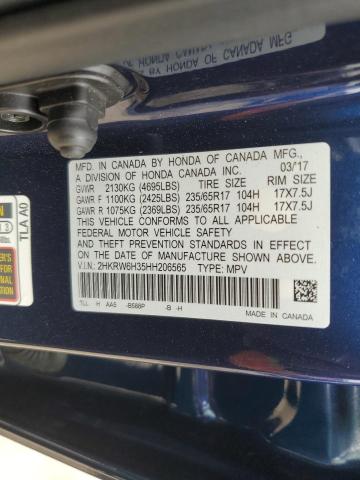 MFD. IN CANADA BY HONDA OF CANADA MFG.,
A DIVISION OF HONDA CANADA INC. 03/17
GVWR 2130KG (4695LBS) TIRE SIZE RIM SIZE
GAWR F 1100KG (2425LBS) 235/65R17 104H 17X7.5J
GAWR R 1075KG (2369LBS) 235/65R17 104H 17X7.5J
THIS VEHICLE CONFORMS TO ALL APPLICABLE
FEDERAL MOTOR VEHICLE SAFETY
AND THEFT PREVENTION STANDARDS IN EFFECT
ON THE DATE OF MANUFACTURE SHOWN ABOVE.
V.I.N.: 2HKRW6H35HH206565 TYPE: MPV
TLL H AA5 -B588P -B -H
MADE IN CANADA
TLA A0